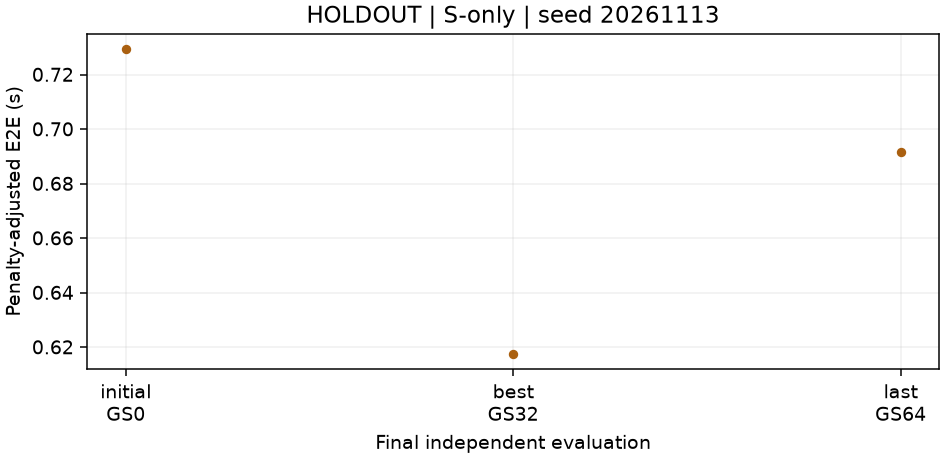 HOLDOUT | S-only | seed 20261113
Penalty-adjusted E2E (s)
0.72
0.70
0.68
0.66
0.64
0.62
initial
GS0
best
GS32
last
GS64
Final independent evaluation